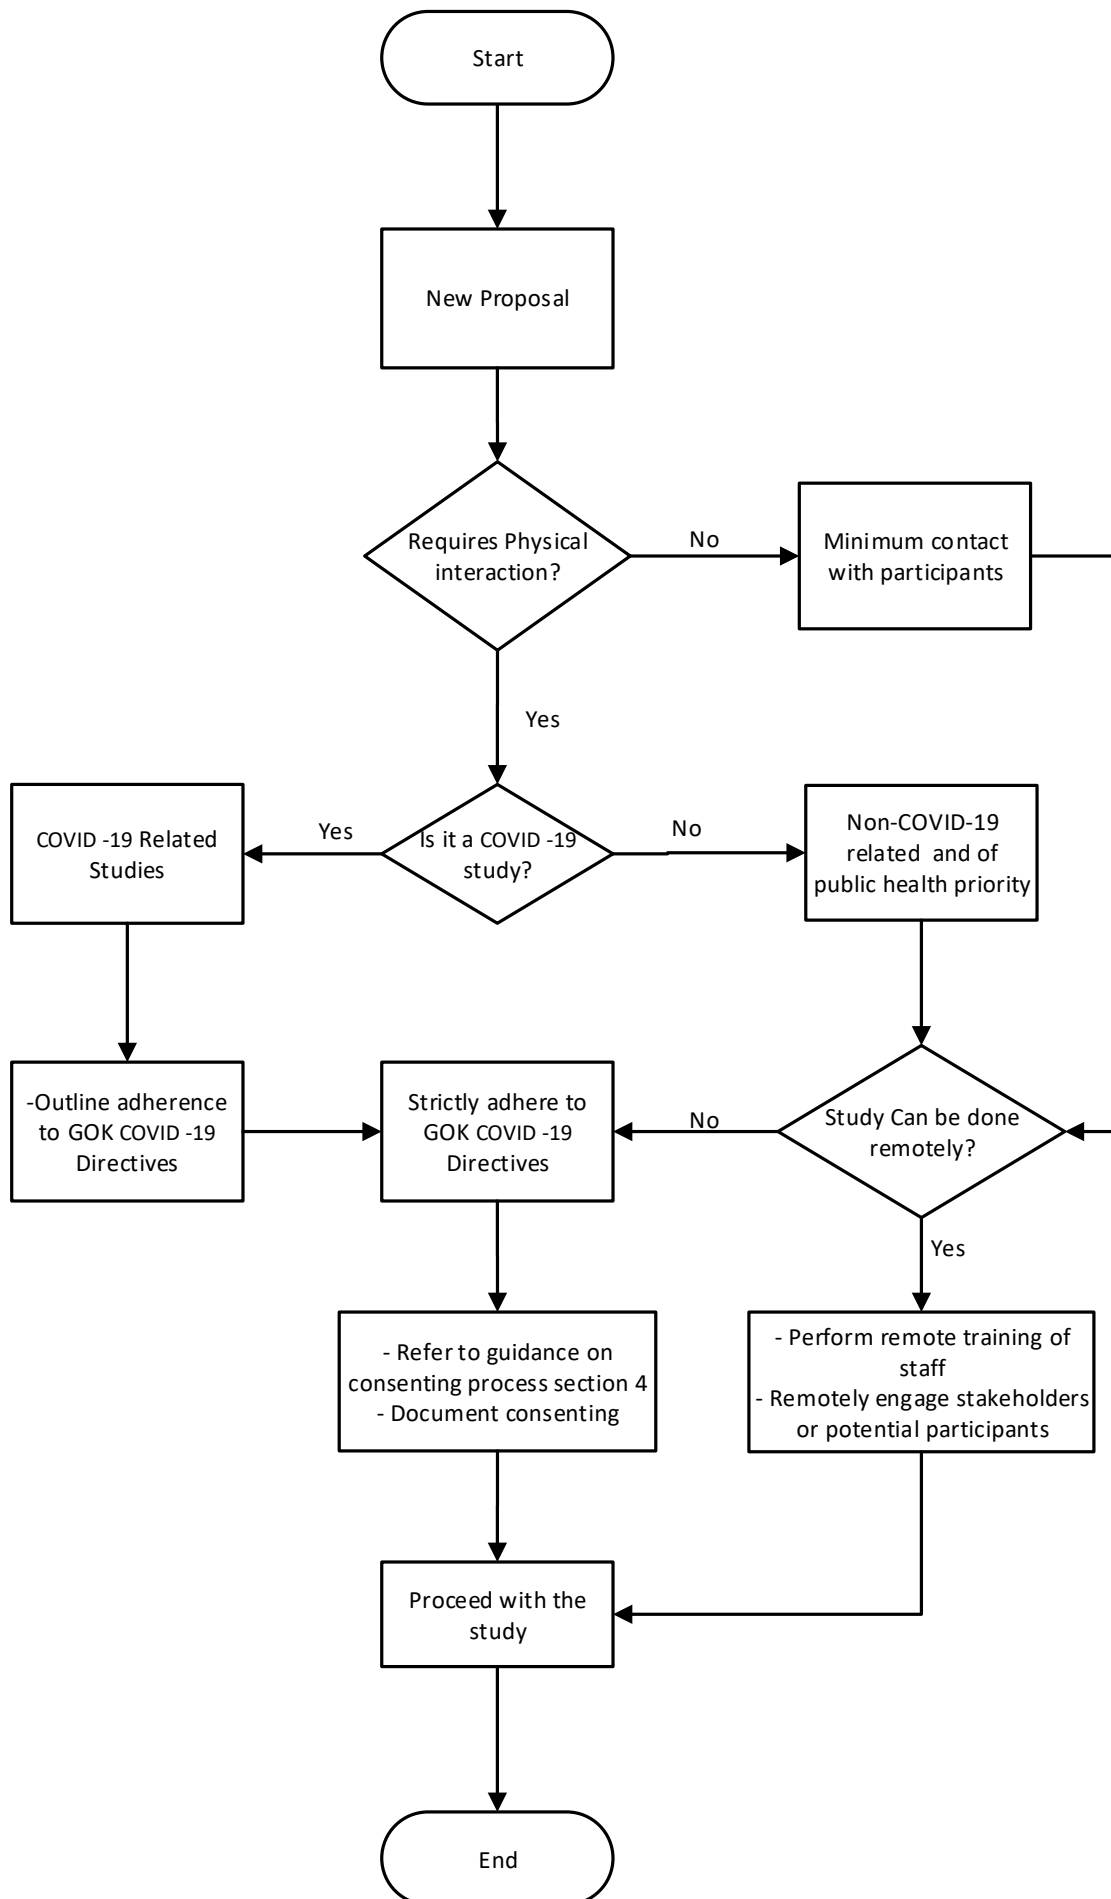 Start
New Proposal
Requires Physical
interaction?
No
Minimum contact
with participants
Yes
COVID -19 Related
Studies
Yes
Is it a COVID -19
study?
No
Non-COVID-19
related and of
public health priority
-Outline adherence
to GOK COVID -19
Directives
Strictly adhere to
GOK COVID -19
Directives
No
Study Can be done
remotely?
Yes
- Refer to guidance on
consenting process section 4
- Document consenting
- Perform remote training of
staff
- Remotely engage stakeholders
or potential participants
Proceed with the
study
End